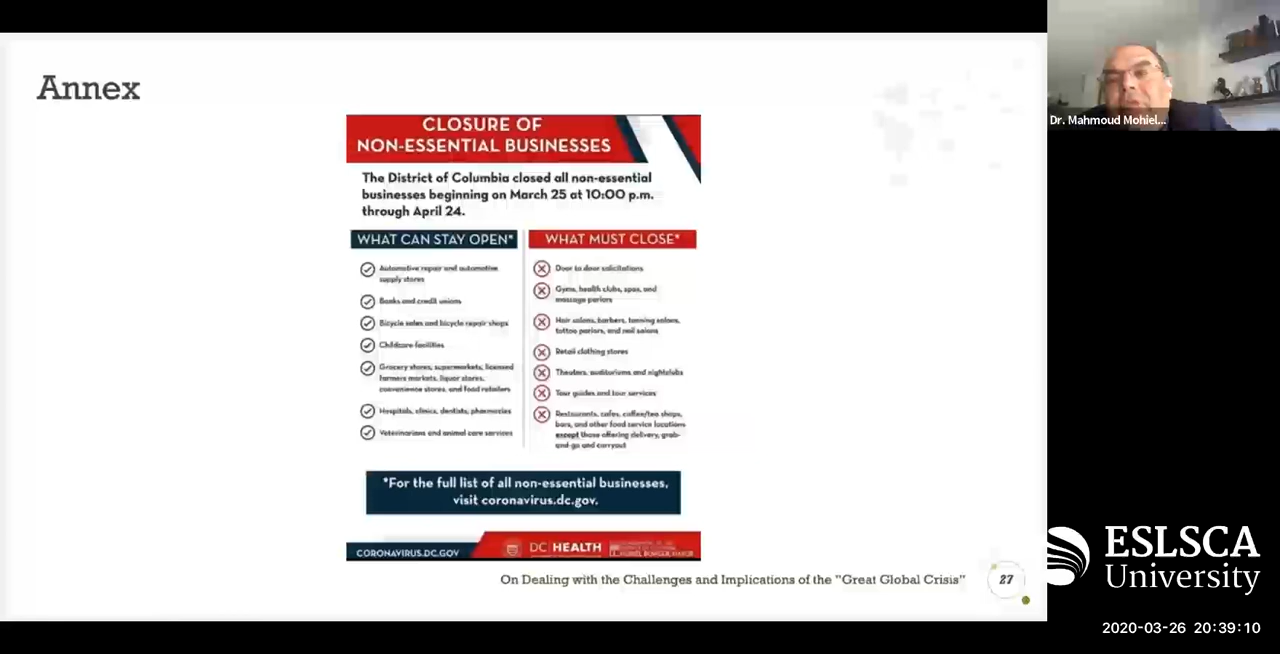 Annex
CLOSURE OF
NON-ESSENTIAL BUSINESSES
The District of Columbia closed all non-essential
businesses beginning on March 25 at 10:00 p.m.
through April 24.
WHAT CAN STAY OPEN*
Automotive repair and automotive
supply stores
Banks and credit unions
Bicycle sales and bicycle repair shops
Childcare facilities
Grocery stores, supermarkets, licensed
farmers markets, liquor stores,
convenience stores, and food retailers
Hospitals, clinics, dentists, pharmacies
Veterinarians and animal care services
WHAT MUST CLOSE*
Door to door solicitations
Gyms, health clubs, spas, and
massage parlors
Hair salons, barbers, tanning salons,
tattoo parlors, and nail salons
Retail clothing stores
Theaters, auditoriums and nightclubs
Tour guides and tour services
Restaurants, cafes, coffee/tea shops,
bars, and other food service locations
except those offering delivery, grab-
and-go and carryout
*For the full list of all non-essential businesses,
visit coronavirus.dc.gov.
CORONAVIRUS.DC.GOV
DC HEALTH
MURIEL BOWSER, MAYOR
On Dealing with the Challenges and Implications of the "Great Global Crisis"
27
Dr. Mahmoud Mohiel...
ESLSCA
University
2020-03-26 20:39:10